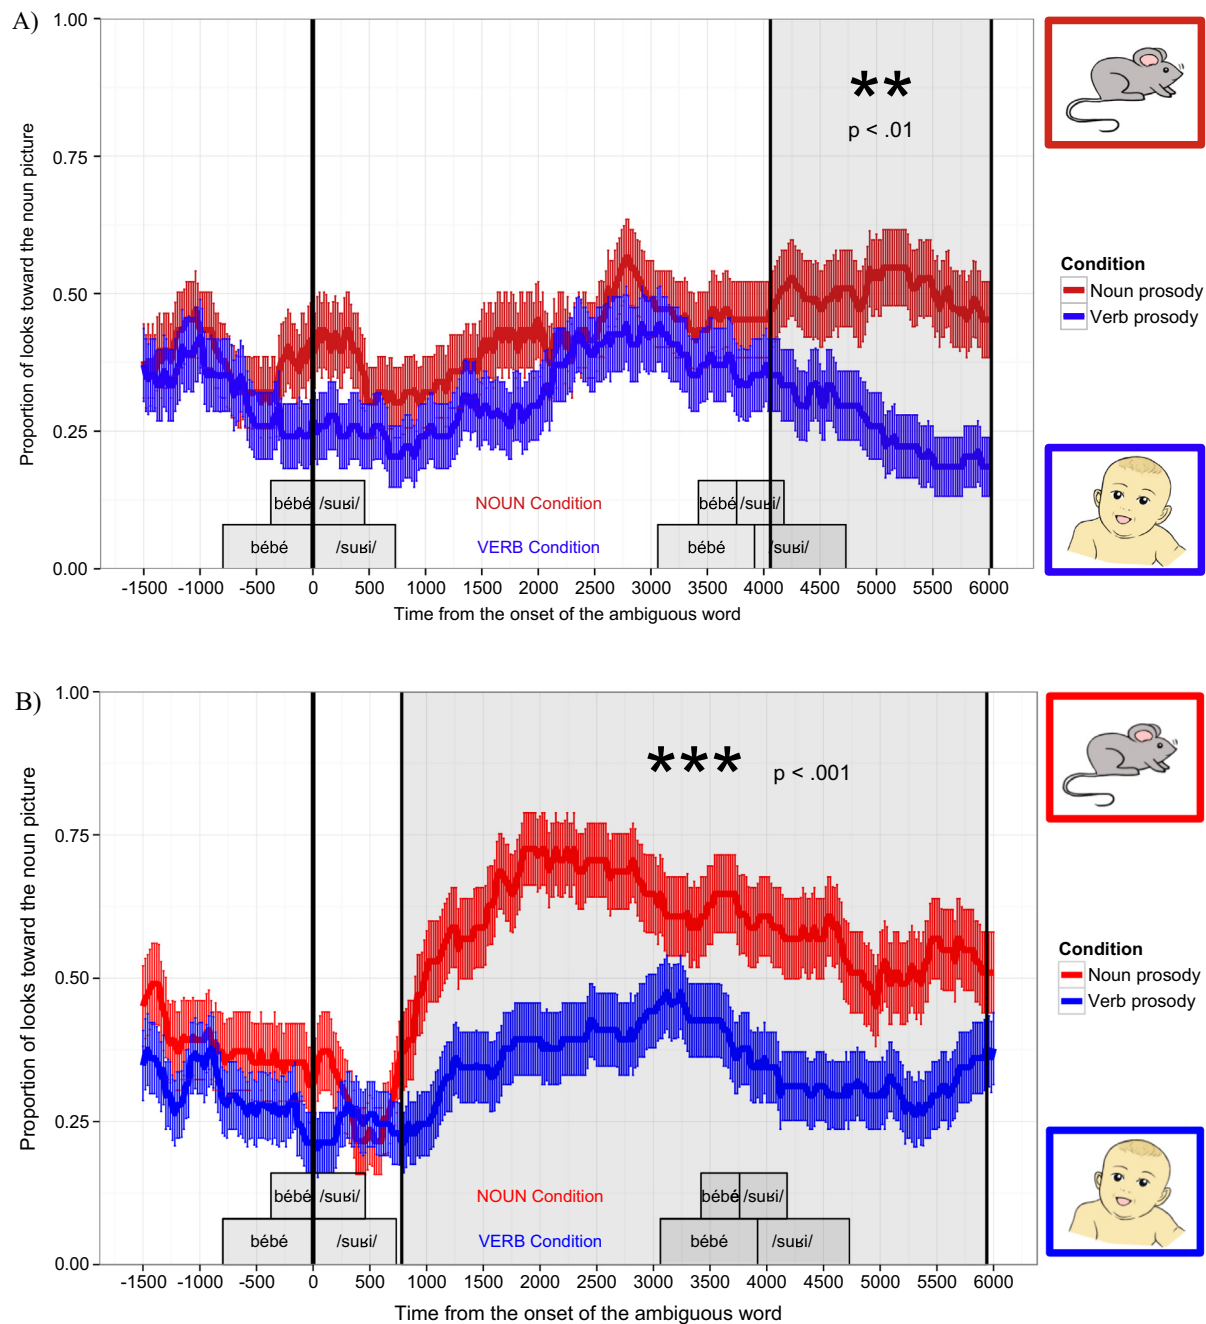 A)
Proportion of looks toward the noun picture
1.00
0.75
0.50
0.25
0.00
**
p < .01
Condition
Noun prosody
Verb prosody
bébé /suʁi/ NOUN Condition bébé /suʁi/
bébé /suʁi/ VERB Condition bébé /suʁi/
-1500 -1000 -500 0 500 1000 1500 2000 2500 3000 3500 4000 4500 5000 5500 6000
Time from the onset of the ambiguous word
B)
Proportion of looks toward the noun picture
1.00
0.75
0.50
0.25
0.00
***
p < .001
Condition
Noun prosody
Verb prosody
bébé /suʁi/ NOUN Condition bébé /suʁi/
bébé /suʁi/ VERB Condition bébé /suʁi/
-1500 -1000 -500 0 500 1000 1500 2000 2500 3000 3500 4000 4500 5000 5500 6000
Time from the onset of the ambiguous word